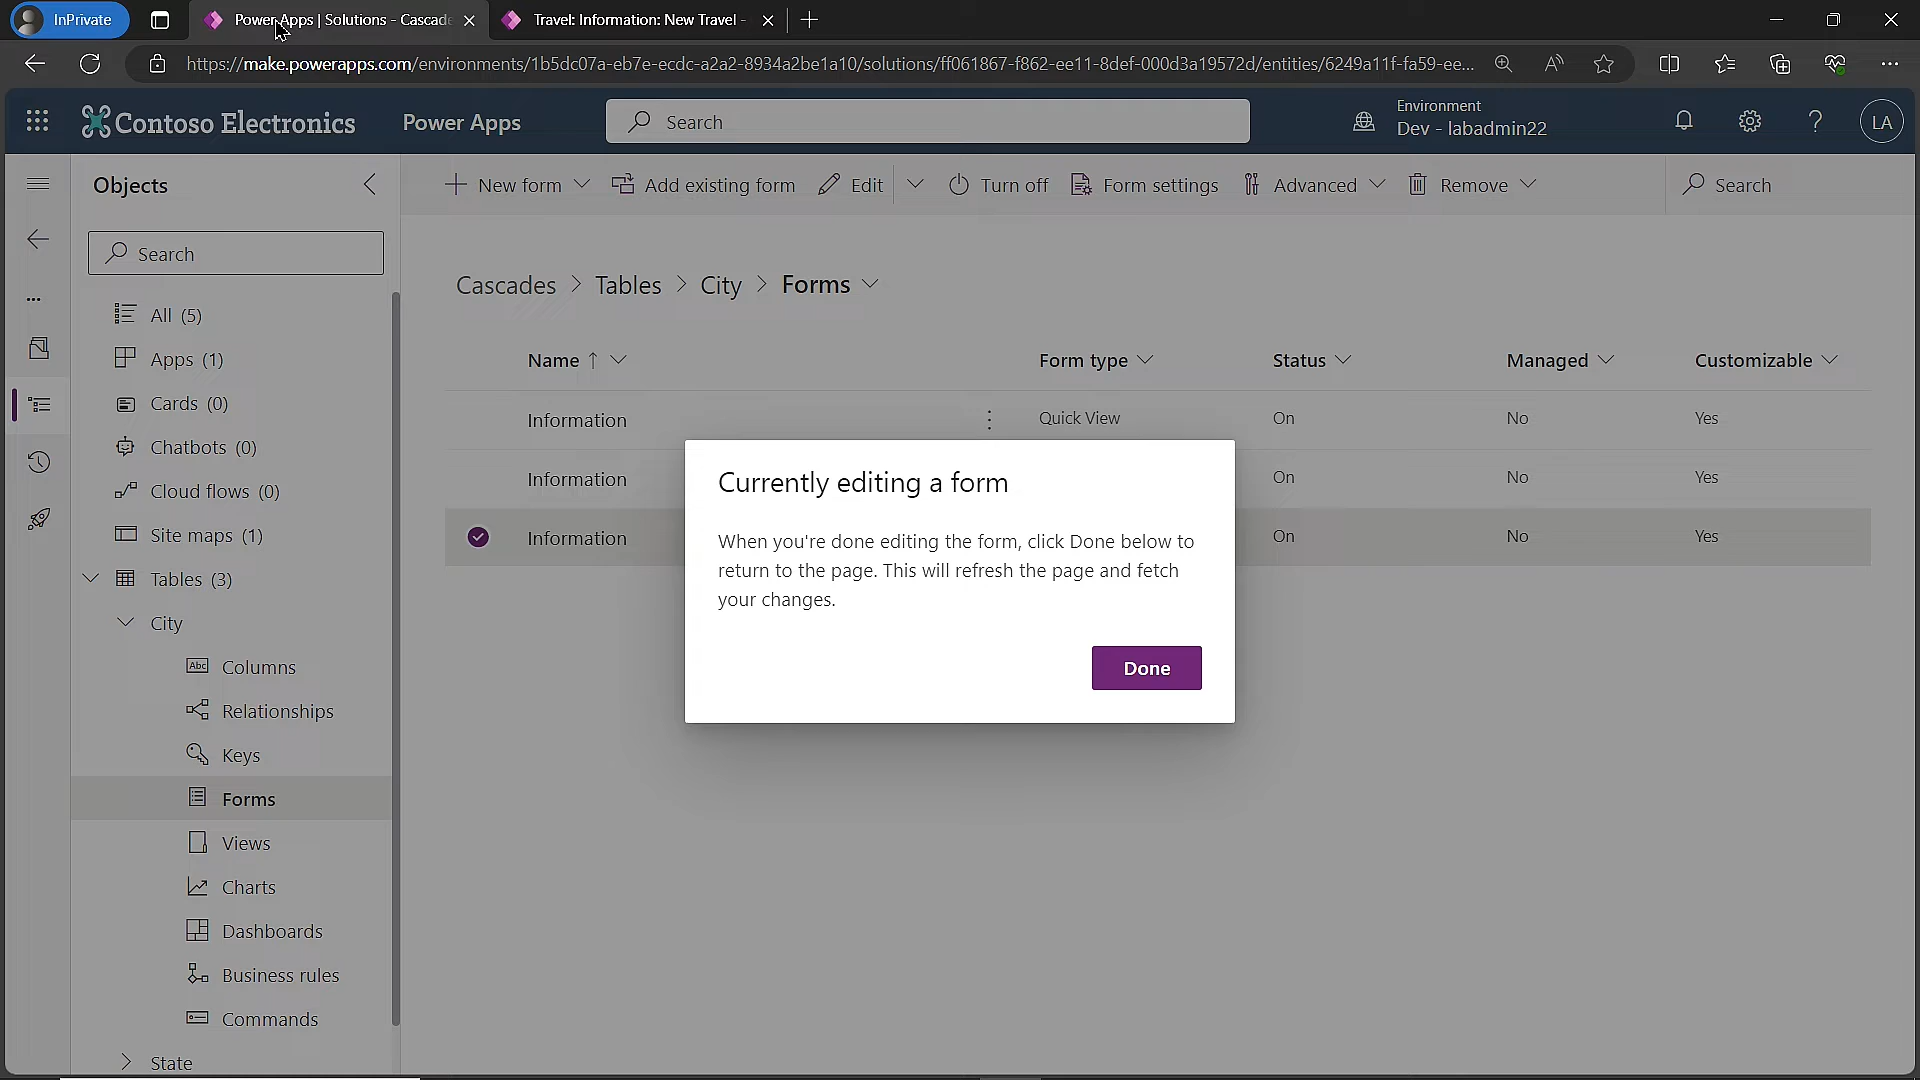 InPrivate
Power Apps | Solutions - Cascade
Travel: Information: New Travel -
https://make.powerapps.com/environments/1b5dc07a-eb7e-ecdc-a2a2-8934a2be1a10/solutions/ff061867-f862-ee11-8def-000d3a19572d/entities/6249a11f-fa59-ee...
Contoso Electronics
Power Apps
Search
Environment
Dev - labadmin22
LA
Objects
New form
Add existing form
Edit
Turn off
Form settings
Advanced
Remove
Search
Search
Cascades > Tables > City > Forms
All (5)
Apps (1)
Cards (0)
Chatbots (0)
Cloud flows (0)
Site maps (1)
Tables (3)
City
Abc Columns
Relationships
Keys
Forms
Views
Charts
Dashboards
Business rules
Commands
State
Name ↑ Form type Status Managed Customizable
Information Quick View On No Yes
Information On No Yes
Information On No Yes
Currently editing a form
When you're done editing the form, click Done below to
return to the page. This will refresh the page and fetch
your changes.
Done